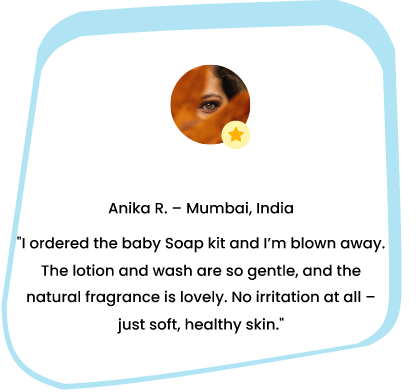 Anika R. – Mumbai, India
"I ordered the baby Soap kit and I’m blown away.
The lotion and wash are so gentle, and the
natural fragrance is lovely. No irritation at all –
just soft, healthy skin."